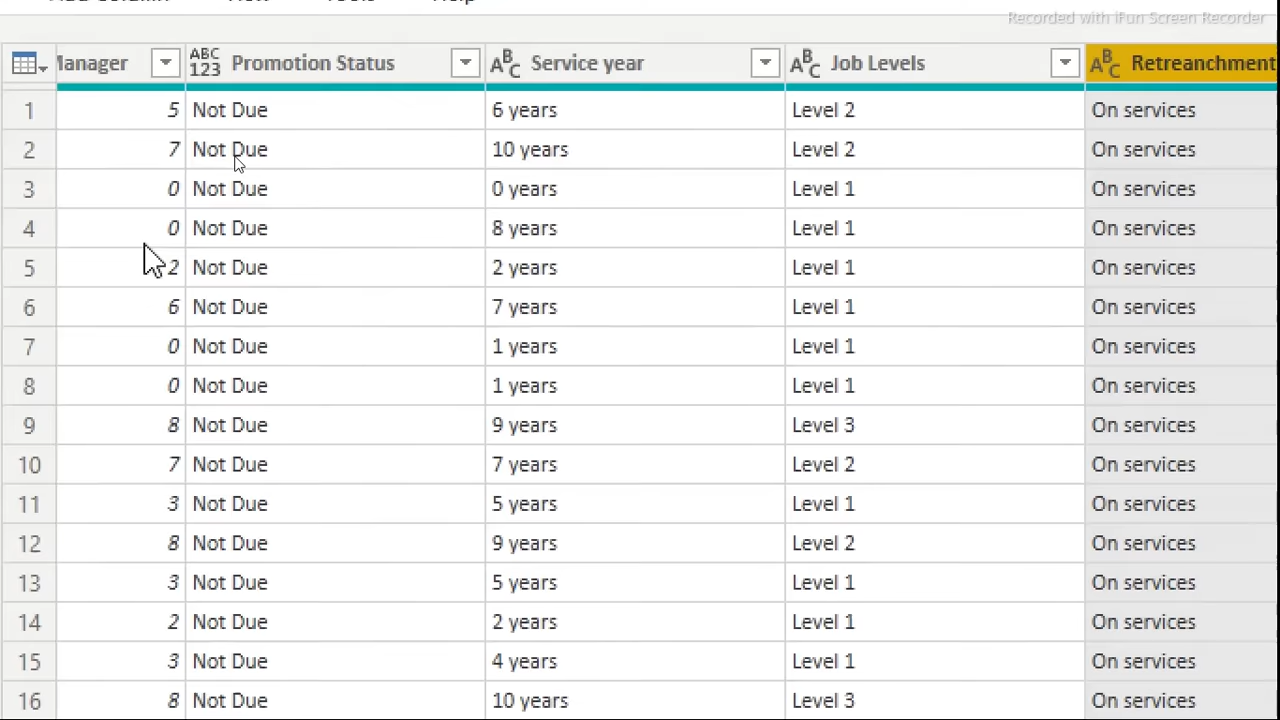 Recorded with iFun Screen Recorder
Manager ABC 123 Promotion Status ABC Service year ABC Job Levels ABC Retreanchment
1 5 Not Due 6 years Level 2 On services
2 7 Not Due 10 years Level 2 On services
3 0 Not Due 0 years Level 1 On services
4 0 Not Due 8 years Level 1 On services
5 2 Not Due 2 years Level 1 On services
6 6 Not Due 7 years Level 1 On services
7 0 Not Due 1 years Level 1 On services
8 0 Not Due 1 years Level 1 On services
9 8 Not Due 9 years Level 3 On services
10 7 Not Due 7 years Level 2 On services
11 3 Not Due 5 years Level 1 On services
12 8 Not Due 9 years Level 2 On services
13 3 Not Due 5 years Level 1 On services
14 2 Not Due 2 years Level 1 On services
15 3 Not Due 4 years Level 1 On services
16 8 Not Due 10 years Level 3 On services